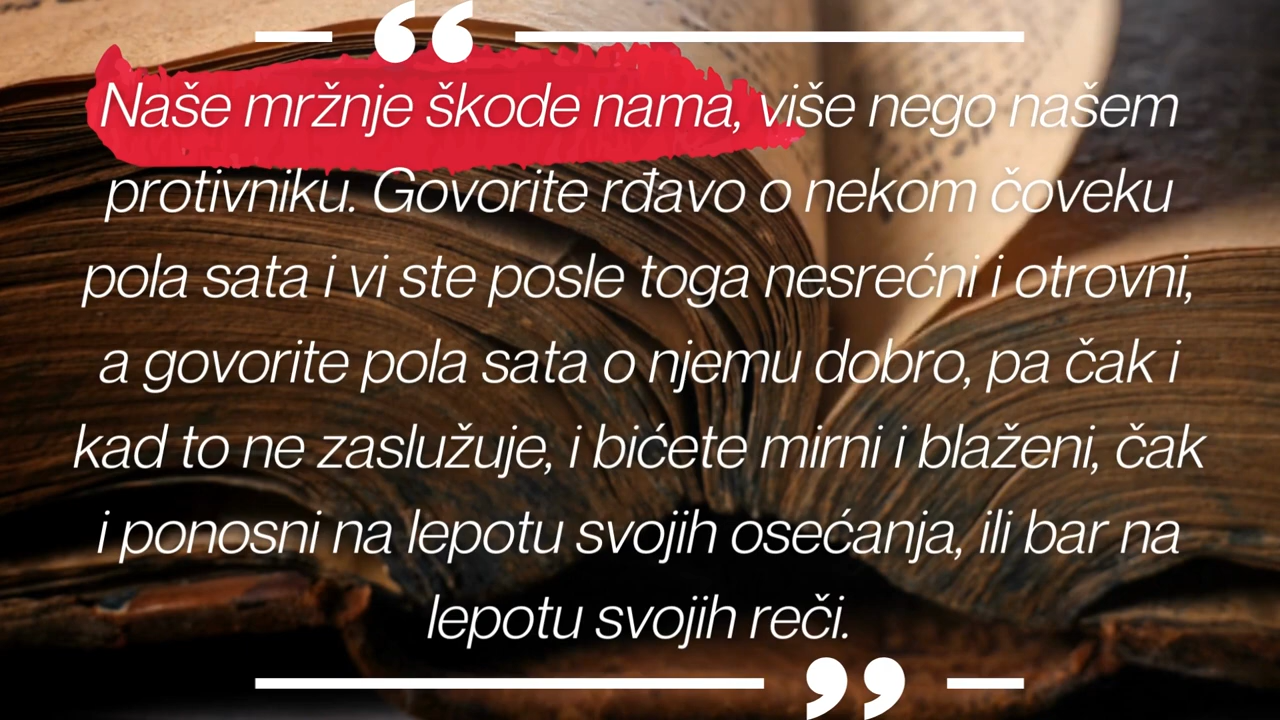 Naše mržnje škode nama, više nego našem
protivniku. Govorite rđavo o nekom čoveku
pola sata i vi ste posle toga nesrećni i otrovni,
a govorite pola sata o njemu dobro, pa čak i
kad to ne zaslužuje, i bićete mirni i blaženi, čak
i ponosni na lepotu svojih osećanja, ili bar na
lepotu svojih reči.